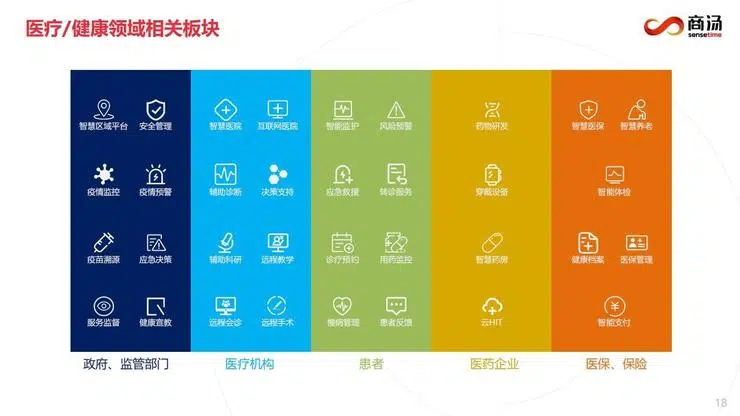 医疗/健康领域相关板块
商汤
sensetime
智慧区域平台 安全管理 智慧医院 互联网医院 智能监护 风险预警 药物研发 智慧医保 智慧养老
疫情监控 疫情预警 辅助诊断 决策支持 应急救援 转诊服务 穿戴设备 智能体检
疫苗溯源 应急决策 辅助科研 远程教学 诊疗预约 用药监控 智慧药房 健康档案 医保管理
服务监督 健康宣教 远程会诊 远程手术 慢病管理 患者反馈 云HIT 智能支付
政府、监管部门 医疗机构 患者 医药企业 医保、保险
18